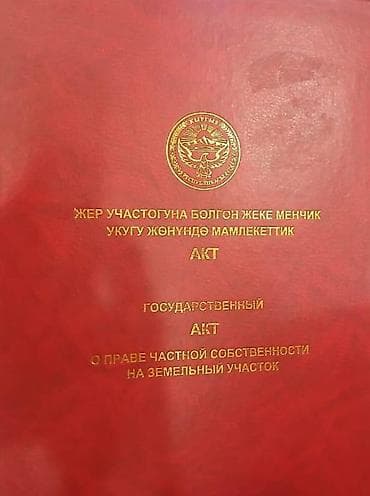 ЖЕР УЧАСТОГУНА БОЛГОН ЖЕКЕ МЕНЧИК
УКУГУ ЖӨНҮНДӨ МАМЛЕКЕТТИК
АКТ
ГОСУДАРСТВЕННЫЙ
АКТ
О ПРАВЕ ЧАСТНОЙ СОБСТВЕННОСТИ
НА ЗЕМЕЛЬНЫЙ УЧАСТОК